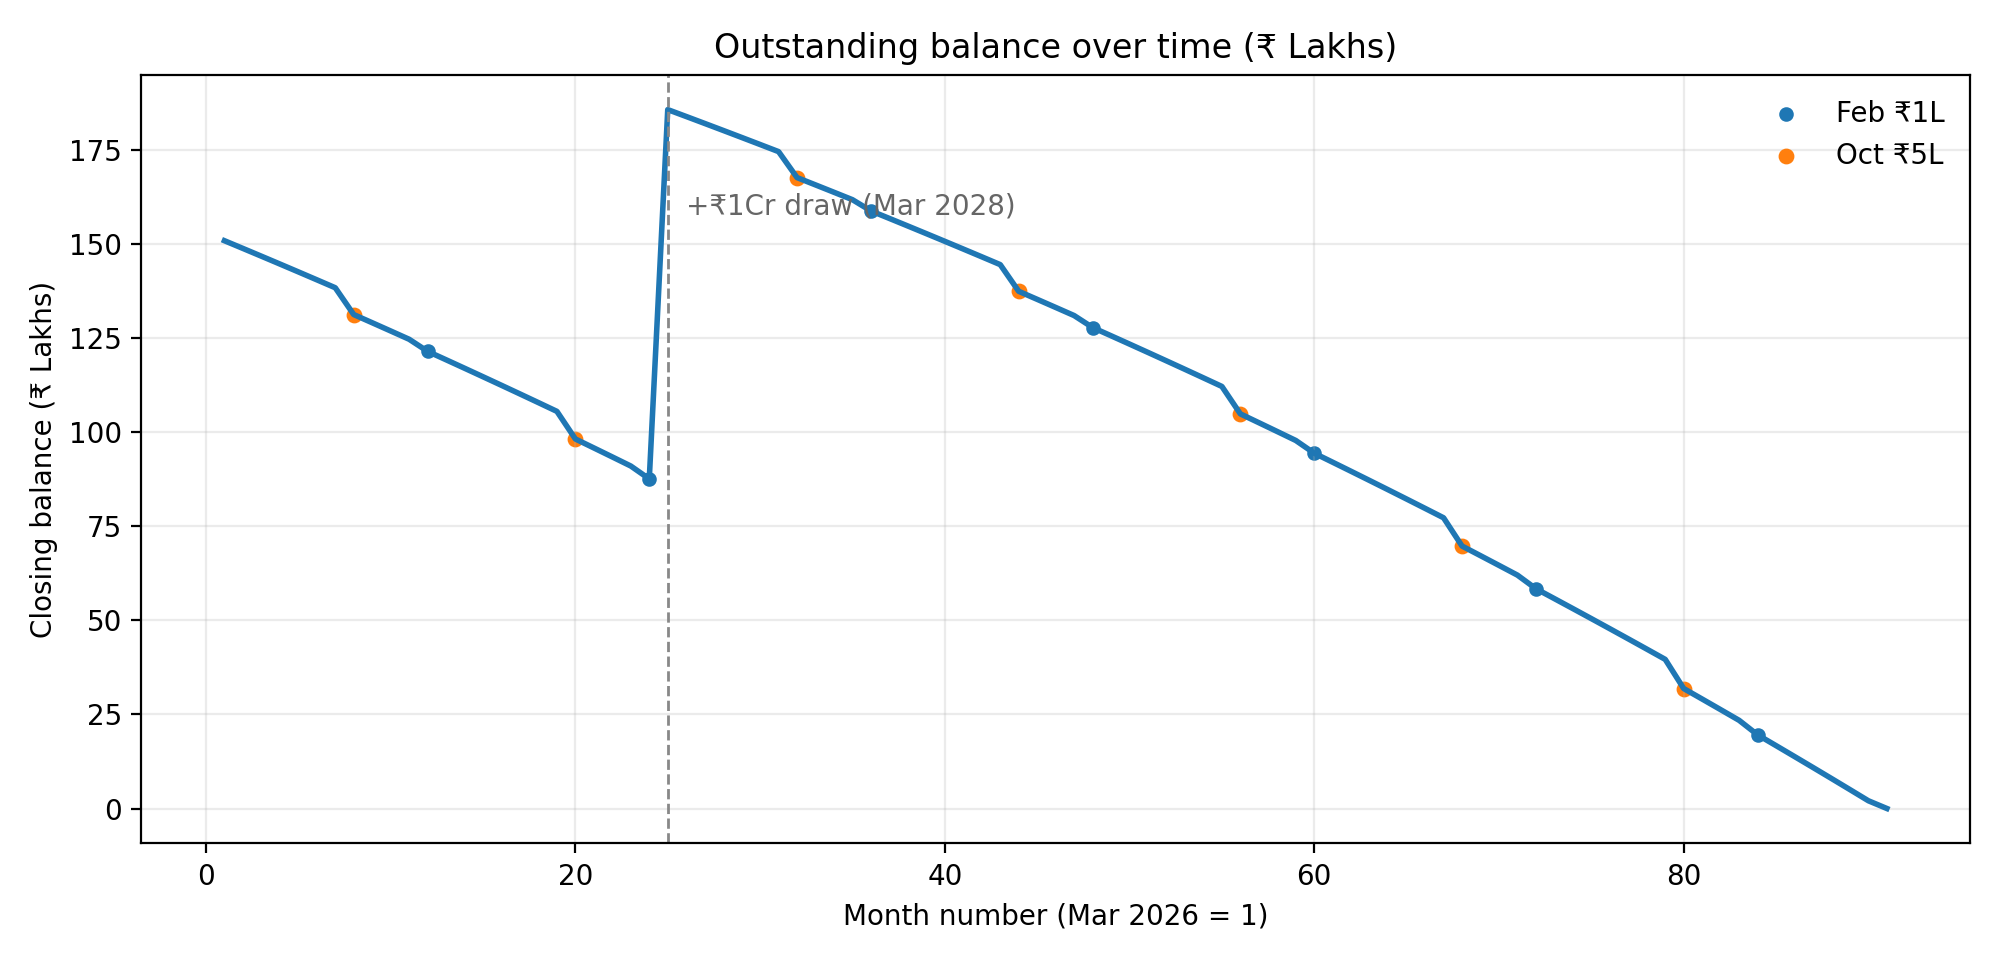 Outstanding balance over time (₹ Lakhs)
Feb ₹1L
Oct ₹5L
+₹1Cr draw (Mar 2028)
Closing balance (₹ Lakhs)
175
150
125
100
75
50
25
0
0
20
40
60
80
Month number (Mar 2026 = 1)